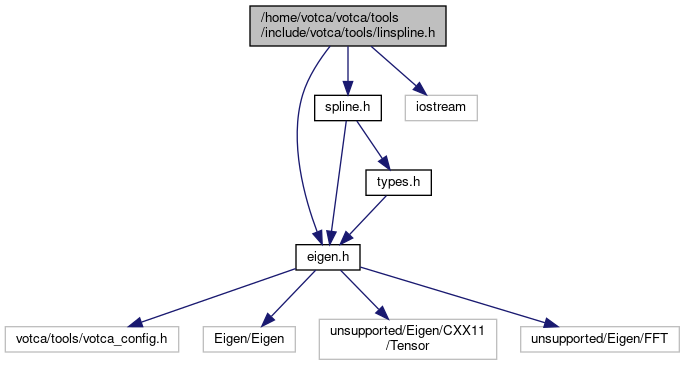 /home/votca/votca/tools
/include/votca/tools/linspline.h
spline.h
iostream
types.h
eigen.h
votca/tools/votca_config.h
Eigen/Eigen
unsupported/Eigen/CXX11
/Tensor
unsupported/Eigen/FFT